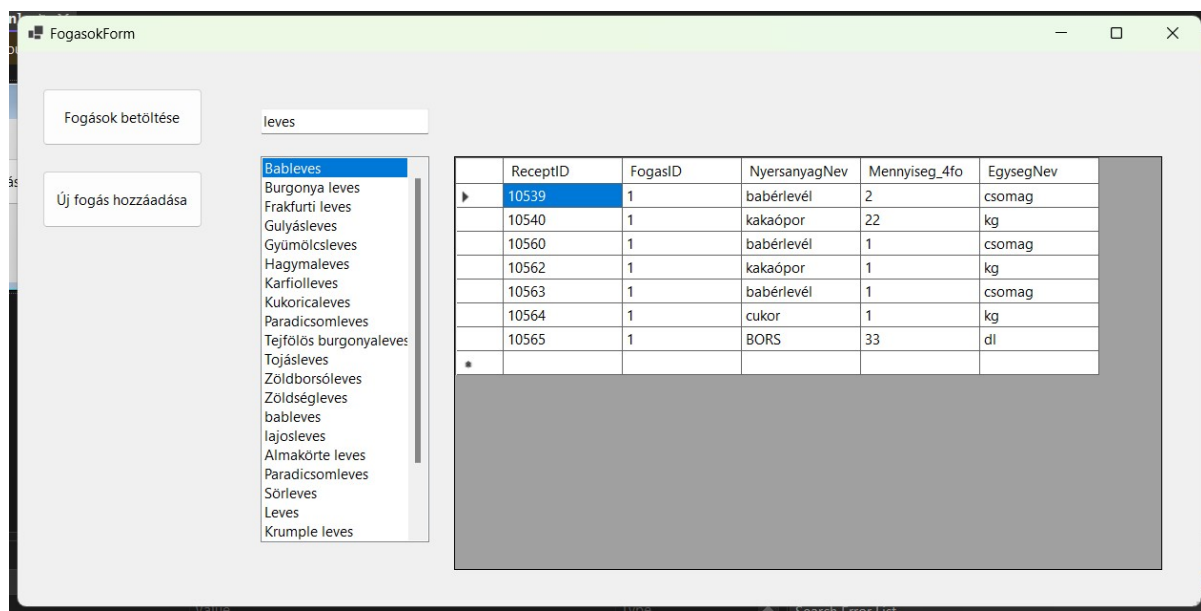 FogasokForm
Fogások betöltése
Új fogás hozzáadása
leves
Bableves
Burgonya leves
Frakfurti leves
Gulyásleves
Gyümölcsleves
Hagymaleves
Karfiolleves
Kukoricaleves
Paradicsomleves
Tejfölös burgonyaleves
Tojásleves
Zöldborsóleves
Zöldségleves
bableves
lajosleves
Almakörte leves
Paradicsomleves
Sörleves
Leves
Krumple leves
ReceptID FogasID NyersanyagNev Mennyiseg_4fo EgysegNev
10539 1 babérlevél 2 csomag
10540 1 kakaópor 22 kg
10560 1 babérlevél 1 csomag
10562 1 kakaópor 1 kg
10563 1 babérlevél 1 csomag
10564 1 cukor 1 kg
10565 1 BORS 33 dl